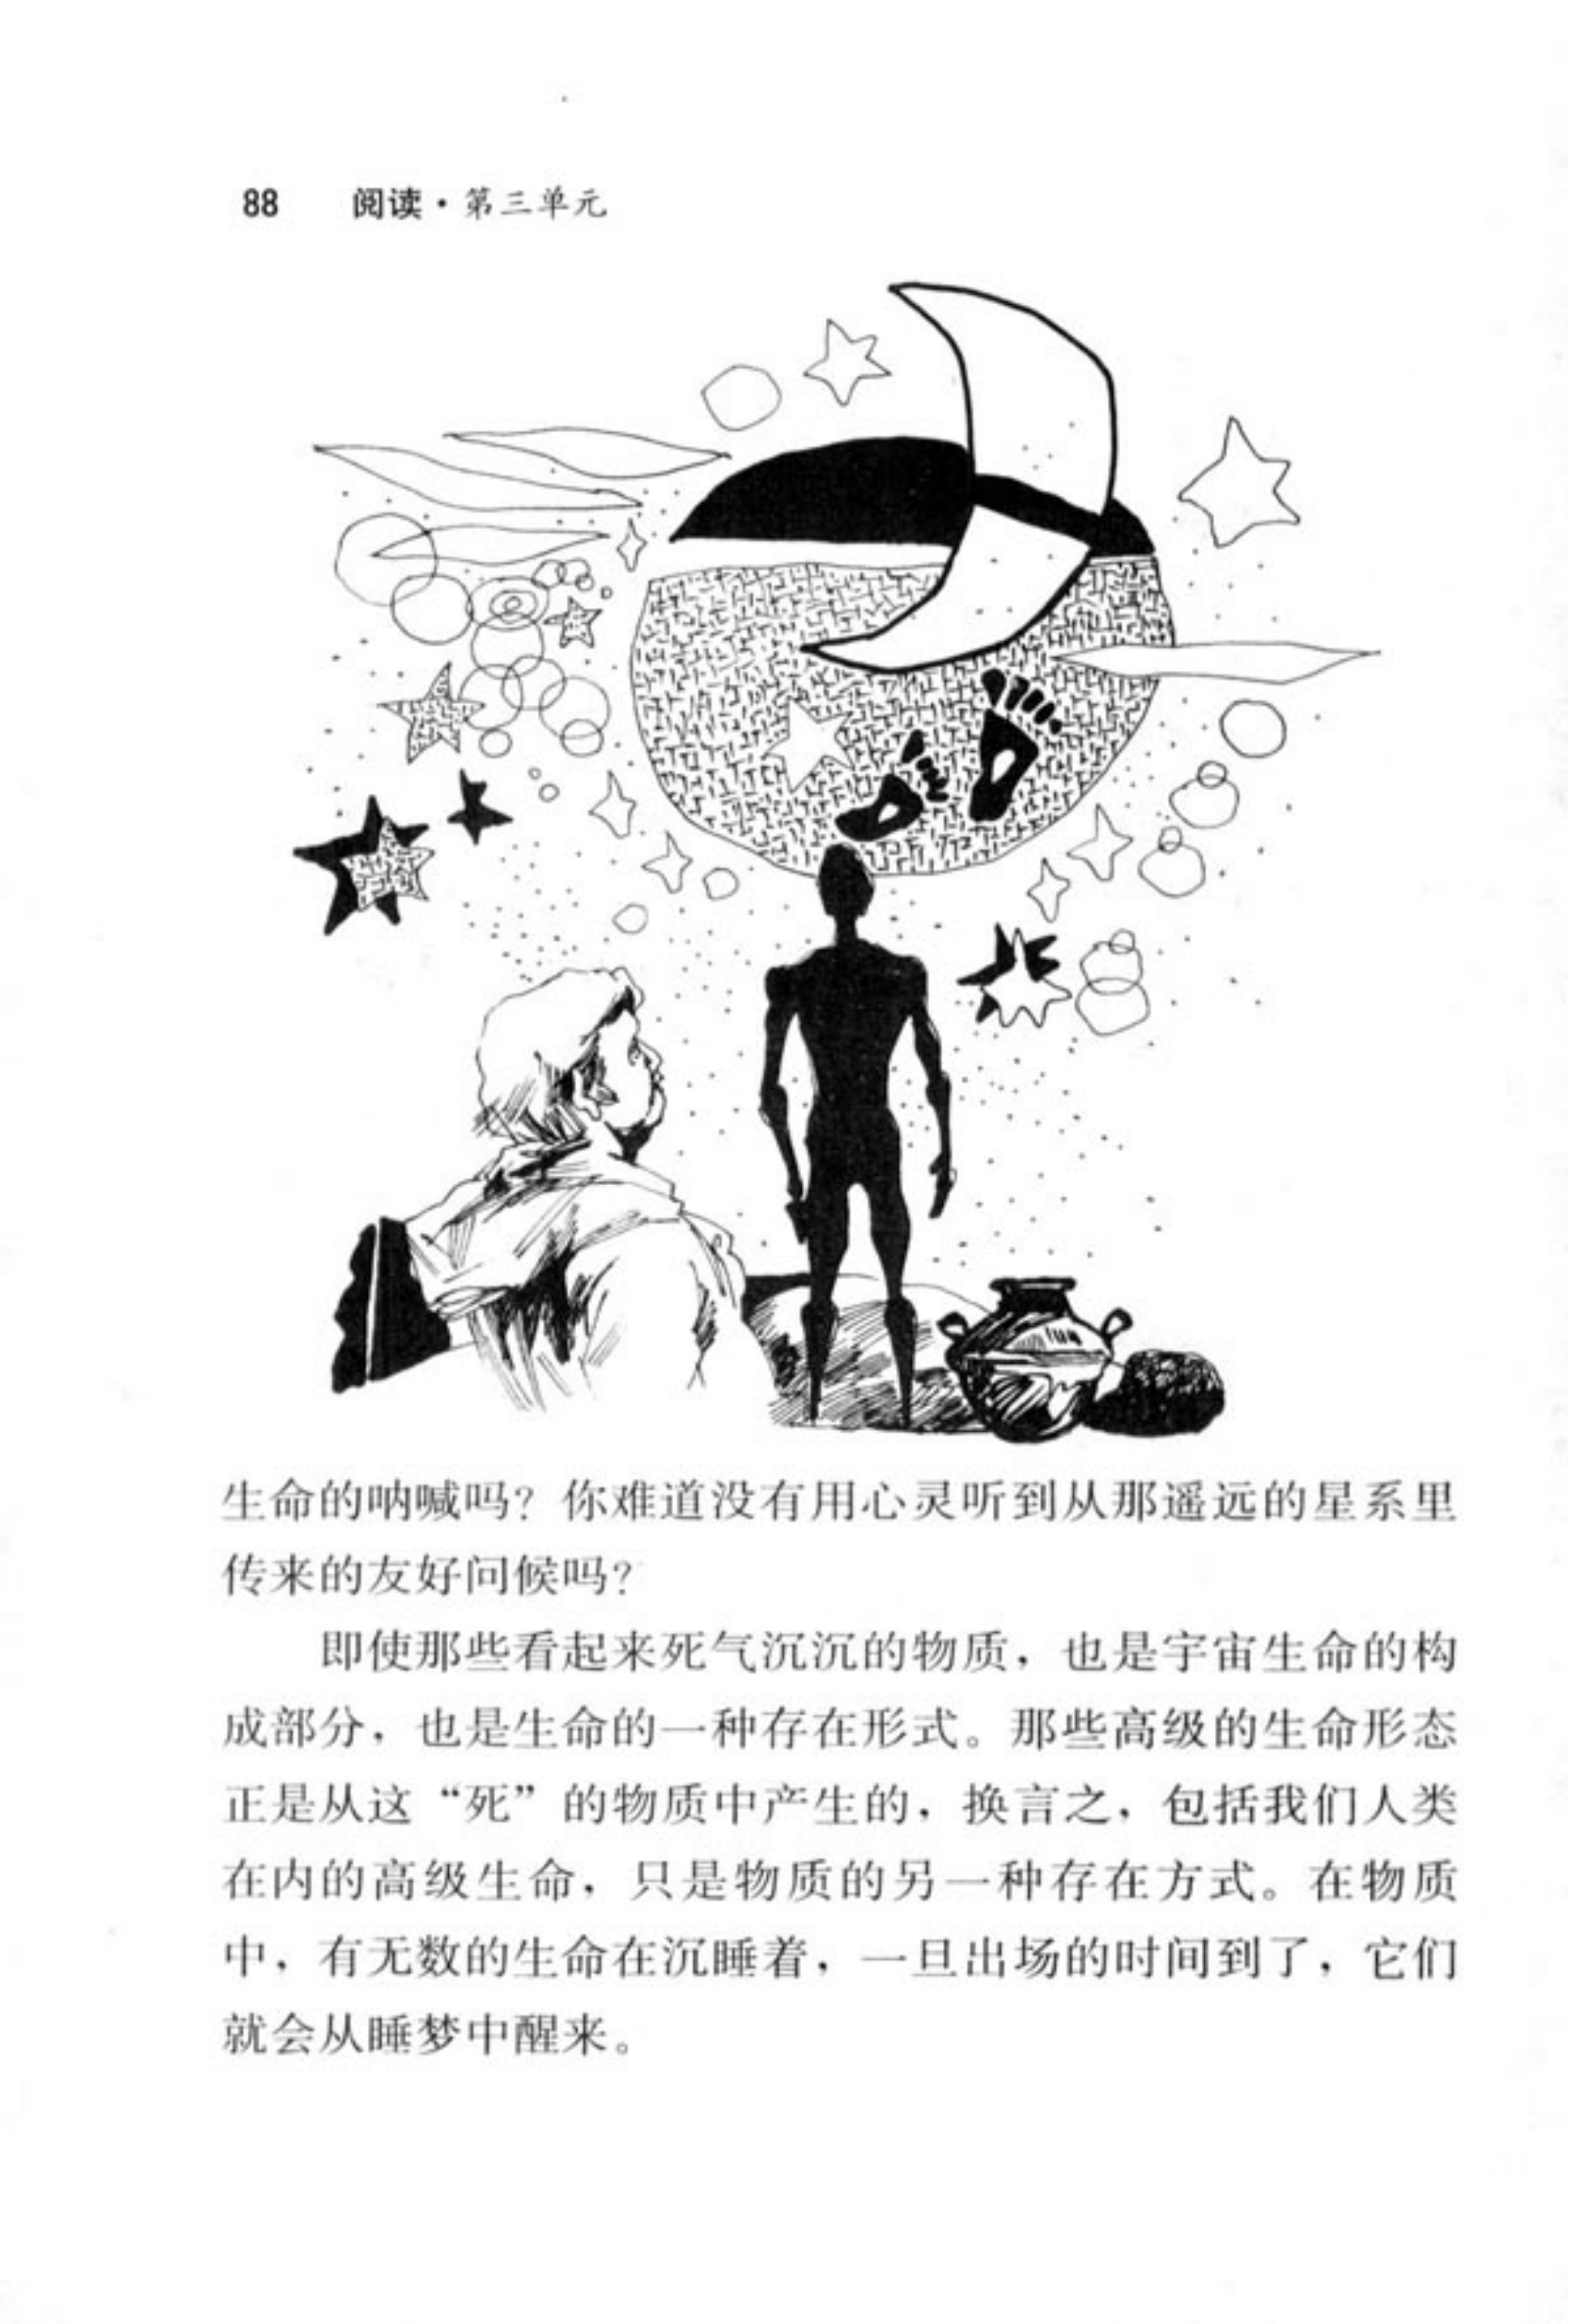 88 阅读·第三单元
生命的呐喊吗？你难道没有用心灵听到从那遥远的星系里
传来的友好问候吗？
即使那些看起来死气沉沉的物质，也是宇宙生命的构
成部分，也是生命的一种存在形式。那些高级的生命形态
正是从这“死”的物质中产生的，换言之，包括我们人类
在内的高级生命，只是物质的另一种存在方式。在物质
中，有无数的生命在沉睡着，一旦出场的时间到了，它们
就会从睡梦中醒来。